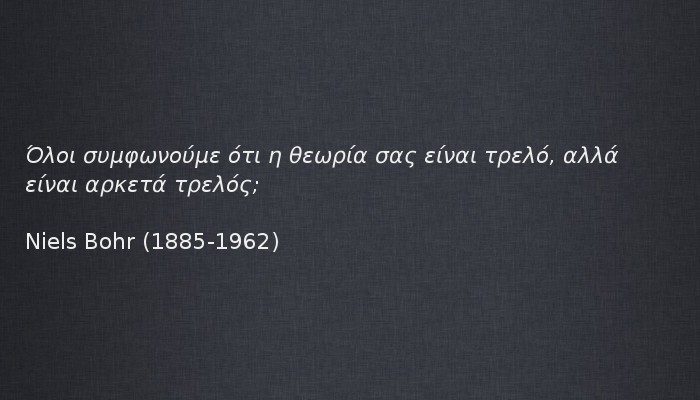 Όλοι συμφωνούμε ότι η θεωρία σας είναι τρελό, αλλά
είναι αρκετά τρελός;
Niels Bohr (1885-1962)